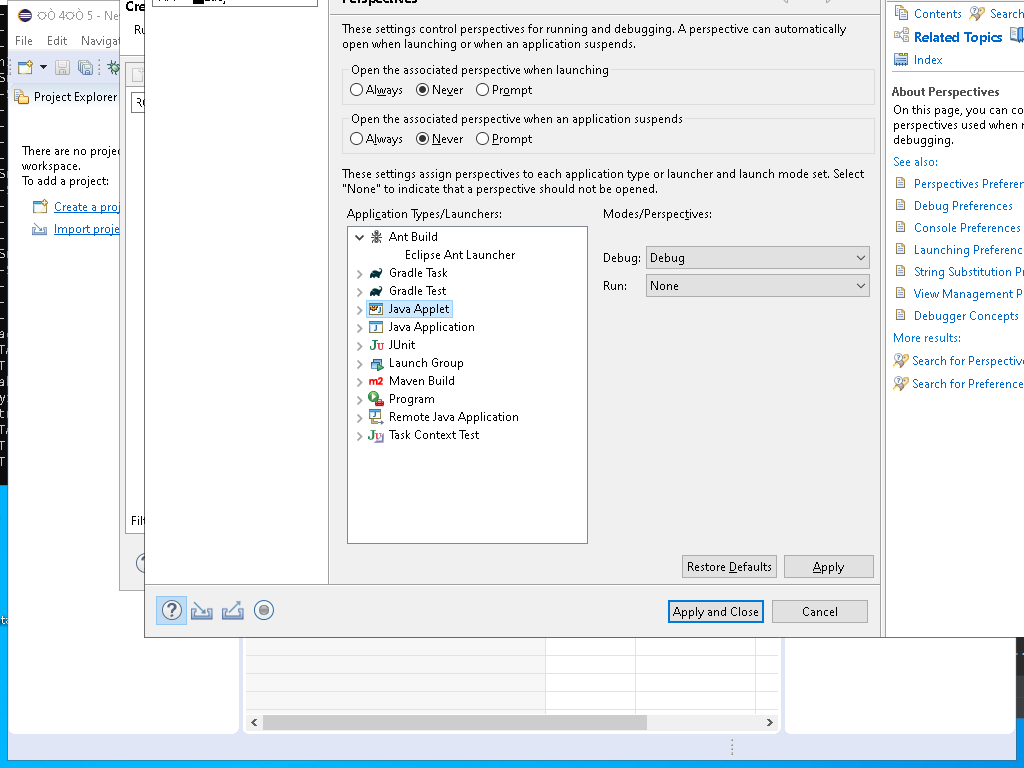 File Edit Navigat
Project Explorer
There are no projec
workspace.
To add a project:
Create a proj
Import proje
Cre
Ru
Filt
Perspectives
These settings control perspectives for running and debugging. A perspective can automatically
open when launching or when an application suspends.
Open the associated perspective when launching
Always Never Prompt
Open the associated perspective when an application suspends
Always Never Prompt
These settings assign perspectives to each application type or launcher and launch mode set. Select
"None" to indicate that a perspective should not be opened.
Application Types/Launchers:
Ant Build
Eclipse Ant Launcher
Gradle Task
Gradle Test
Java Applet
Java Application
JUnit
Launch Group
Maven Build
Program
Remote Java Application
Task Context Test
Modes/Perspectives:
Debug: Debug
Run: None
Restore Defaults Apply
Apply and Close Cancel
Contents Search
Related Topics
Index
About Perspectives
On this page, you can co
perspectives used when r
debugging.
See also:
Perspectives Preferen
Debug Preferences
Console Preferences
Launching Preferenc
String Substitution Pr
View Management P
Debugger Concepts
More results:
Search for Perspective
Search for Preference